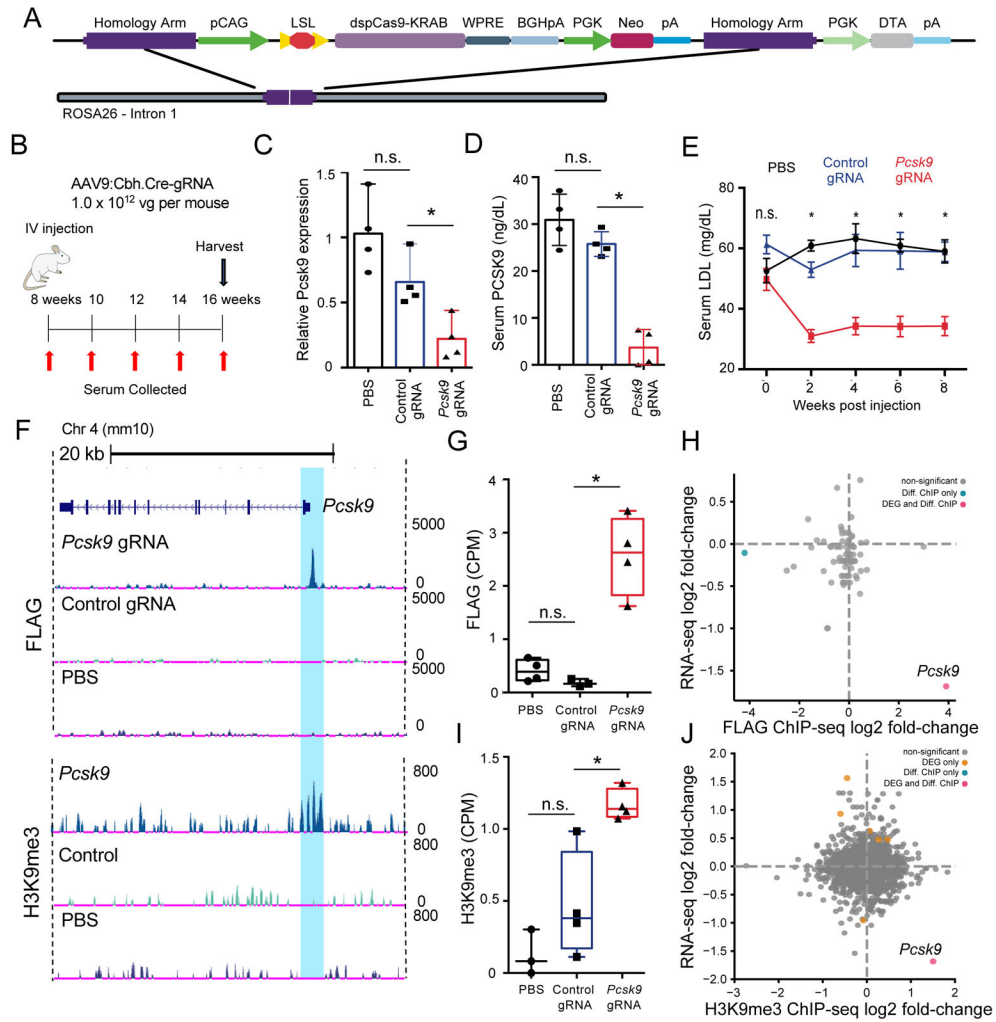 A
Homology Arm pCAG LSL dspCas9-KRAB WPRE BGHpA PGK Neo pA Homology Arm PGK DTA pA
ROSA26 - Intron 1
B
AAV9:Cbh.Cre-gRNA
1.0 x 10¹² vg per mouse
IV injection
Harvest
8 weeks 10 12 14 16 weeks
Serum Collected
C
n.s.
*
Relative Pcsk9 expression
1.5
1.0
0.5
0
PBS
Control
gRNA
Pcsk9
gRNA
D
n.s.
*
Serum PCSK9 (ng/dL)
40
30
20
10
0
PBS
Control
gRNA
Pcsk9
gRNA
E
PBS
Control
gRNA
Pcsk9
gRNA
n.s. * * * *
Serum LDL (mg/dL)
80
60
40
20
0 2 4 6 8
Weeks post injection
F
Chr 4 (mm10)
20 kb
Pcsk9
FLAG
5000
Pcsk9 gRNA
0
5000
Control gRNA
0
5000
PBS
0
H3K9me3
800
Pcsk9
0
800
Control
0
800
PBS
G
n.s.
*
FLAG (CPM)
4
3
2
1
0
PBS
Control
gRNA
Pcsk9
gRNA
H
non-significant
Diff. ChIP only
DEG and Diff. ChIP
RNA-seq log2 fold-change
0.5
0.0
−0.5
−1.0
−1.5
Pcsk9
−4 −2 0 2 4
FLAG ChIP-seq log2 fold-change
I
n.s.
*
H3K9me3 (CPM)
1.5
1.0
0.5
0
PBS
Control
gRNA
Pcsk9
gRNA
J
non-significant
DEG only
Diff. ChIP only
DEG and Diff. ChIP
RNA-seq log2 fold-change
2.0
1.5
1.0
0.5
0.0
−0.5
−1.0
−1.5
−2.0
Pcsk9
−3 −2 −1 0 1 2
H3K9me3 ChIP-seq log2 fold-change